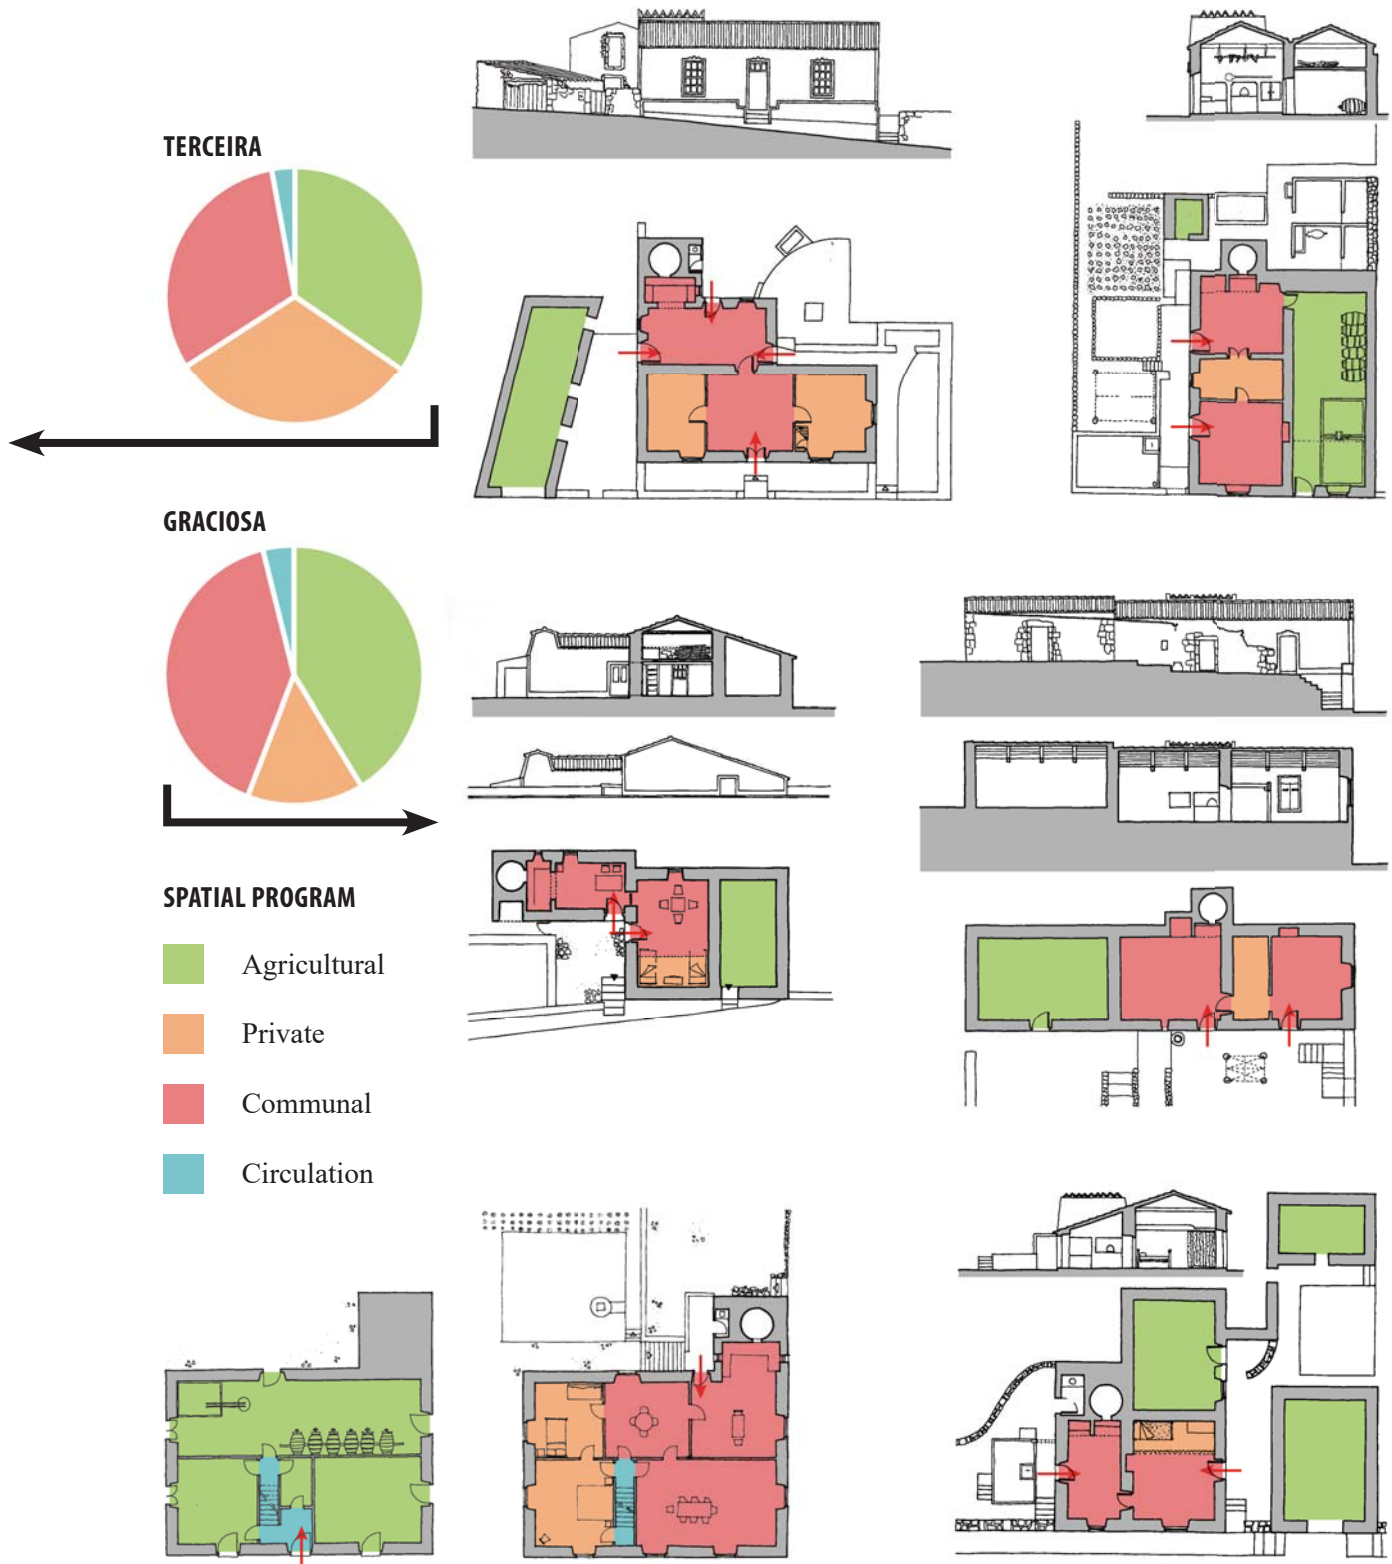 TERCEIRA
GRACIOSA
SPATIAL PROGRAM
Agricultural
Private
Communal
Circulation